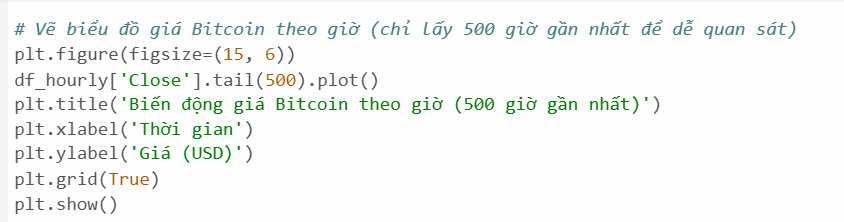 # Vẽ biểu đồ giá Bitcoin theo giờ (chỉ lấy 500 giờ gần nhất để dễ quan sát)
plt.figure(figsize=(15, 6))
df_hourly['Close'].tail(500).plot()
plt.title('Biến động giá Bitcoin theo giờ (500 giờ gần nhất)')
plt.xlabel('Thời gian')
plt.ylabel('Giá (USD)')
plt.grid(True)
plt.show()